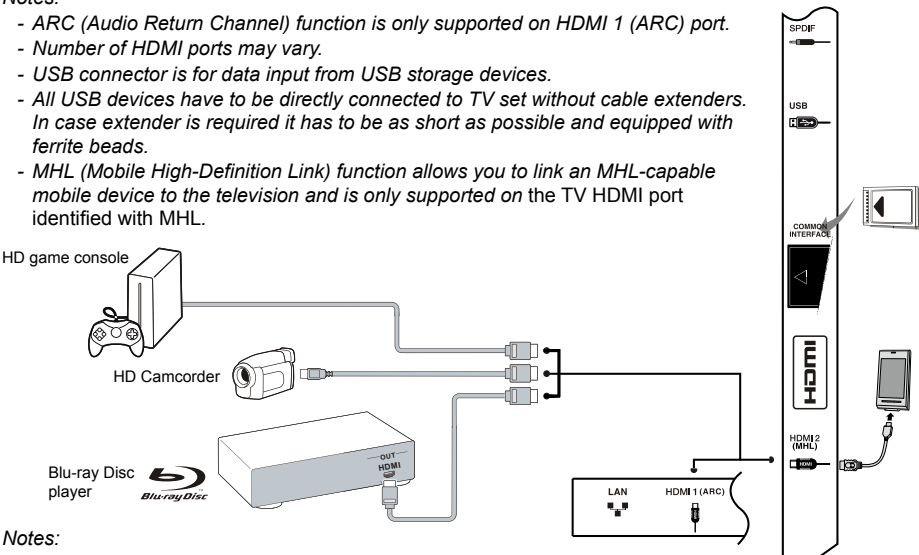 Notes:
- ARC (Audio Return Channel) function is only supported on HDMI 1 (ARC) port.
- Number of HDMI ports may vary.
- USB connector is for data input from USB storage devices.
- All USB devices have to be directly connected to TV set without cable extenders.
In case extender is required it has to be as short as possible and equipped with
ferrite beads.
- MHL (Mobile High-Definition Link) function allows you to link an MHL-capable
mobile device to the television and is only supported on the TV HDMI port
identified with MHL.
SPDIF
USB
COMMON
INTERFACE
HD game console
HD Camcorder
HDMI
Blu-ray Disc
player
Blu-ray Disc
OUT
HDMI
HDMI 2
(MHL)
HDMI
LAN
HDMI 1 (ARC)
Notes: